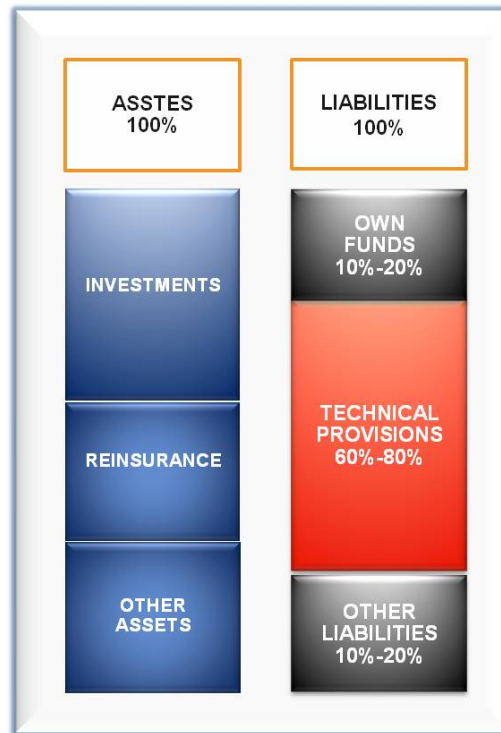 ASSTES
100%
LIABILITIES
100%
INVESTMENTS
REINSURANCE
OTHER
ASSETS
OWN
FUNDS
10%-20%
TECHNICAL
PROVISIONS
60%-80%
OTHER
LIABILITIES
10%-20%